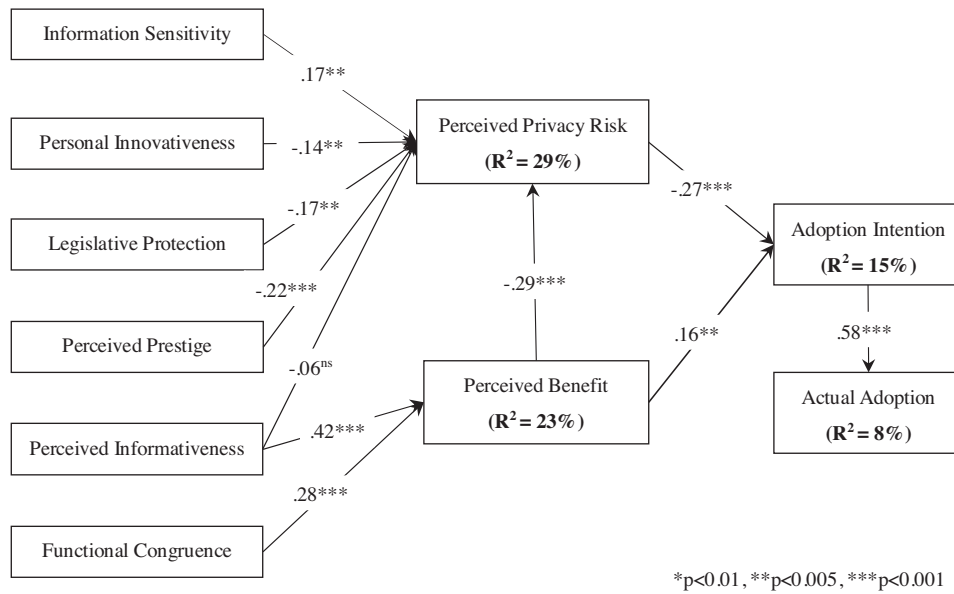 Information Sensitivity
.17**
Personal Innovativeness
-.14**
Perceived Privacy Risk
(R² = 29%)
-.17**
-.27***
Legislative Protection
Adoption Intention
(R² = 15%)
-.22***
-.29***
Perceived Prestige
.16**
.58***
-.06ns
Perceived Benefit
(R² = 23%)
Actual Adoption
(R² = 8%)
Perceived Informativeness
.42***
.28***
Functional Congruence
*p<0.01, **p<0.005, ***p<0.001